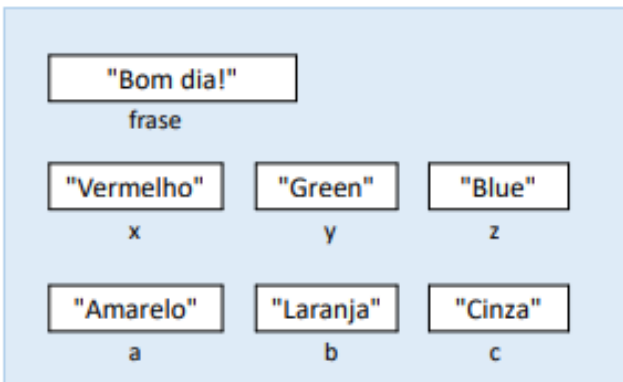 "Bom dia!"
frase
"Vermelho" "Green" "Blue"
x y z
"Amarelo" "Laranja" "Cinza"
a b c